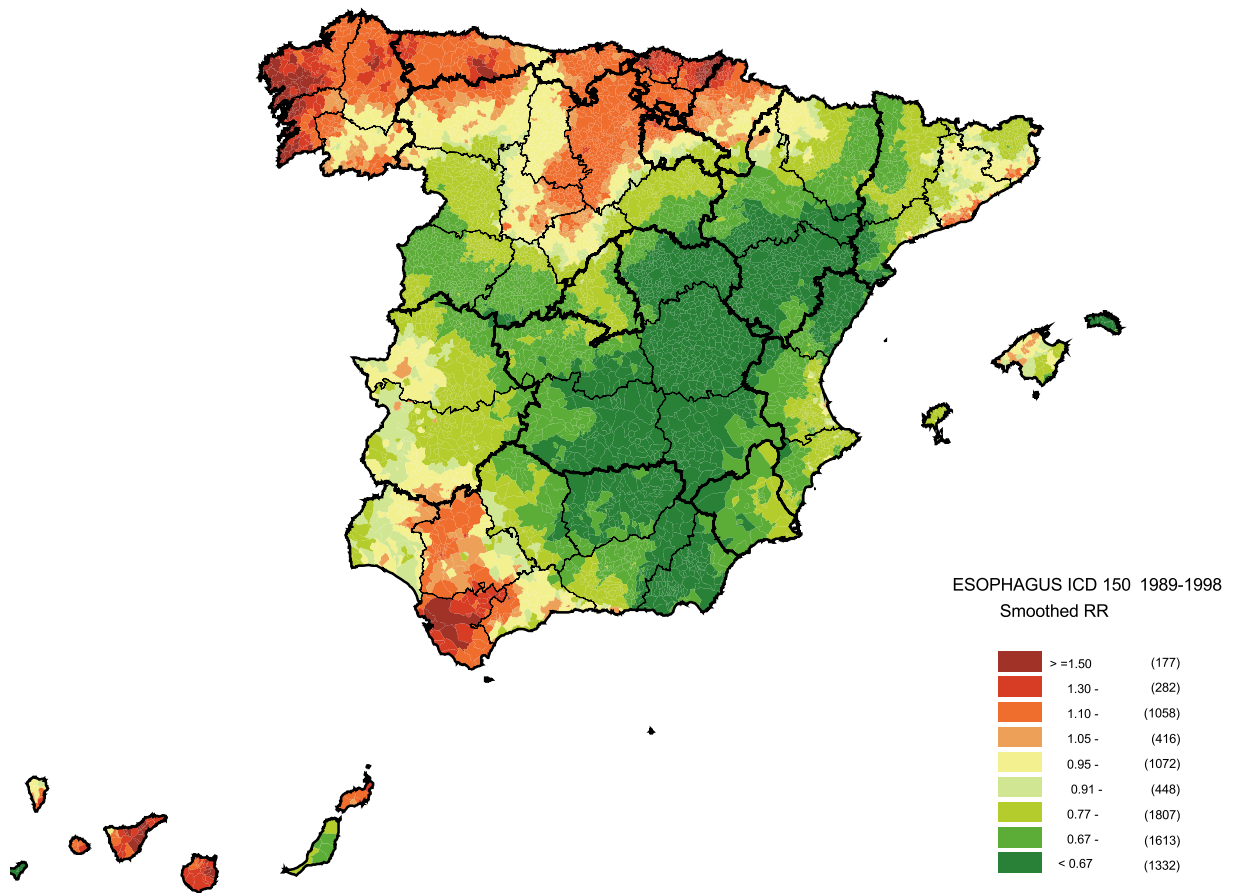 ESOPHAGUS ICD 150 1989-1998
Smoothed RR
> =1.50 (177)
1.30 - (282)
1.10 - (1058)
1.05 - (416)
0.95 - (1072)
0.91 - (448)
0.77 - (1807)
0.67 - (1613)
< 0.67 (1332)